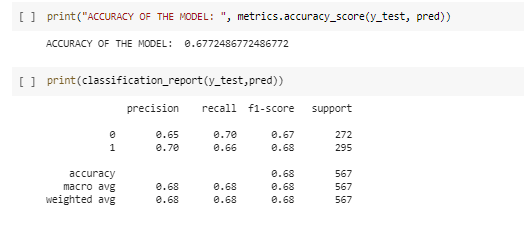 [ ] print("ACCURACY OF THE MODEL: ", metrics.accuracy_score(y_test, pred))
ACCURACY OF THE MODEL:  0.6772486772486772
[ ] print(classification_report(y_test,pred))
precision recall f1-score support
0 0.65 0.70 0.67 272
1 0.70 0.66 0.68 295
accuracy 0.68 567
macro avg 0.68 0.68 0.68 567
weighted avg 0.68 0.68 0.68 567